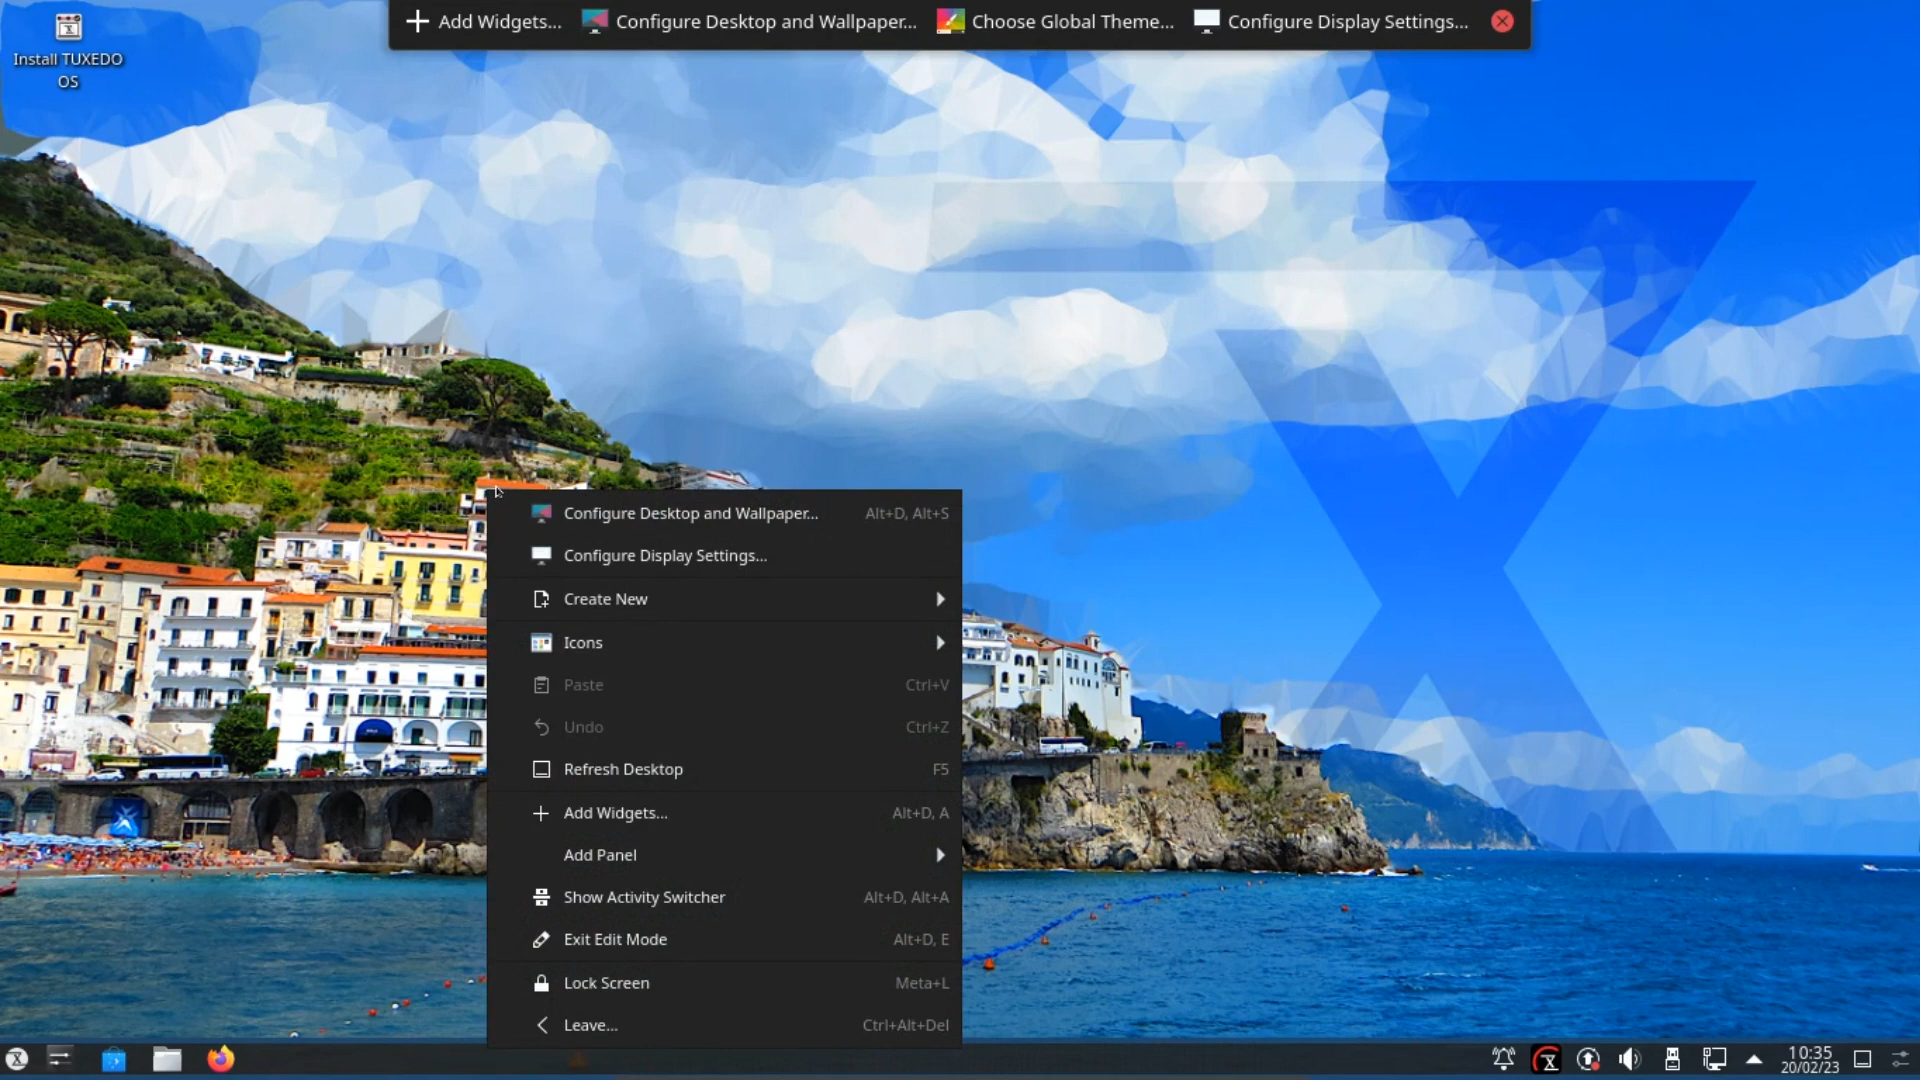 Install TUXEDO
OS
Add Widgets...
Configure Desktop and Wallpaper...
Choose Global Theme...
Configure Display Settings...
Configure Desktop and Wallpaper... Alt+D, Alt+S
Configure Display Settings...
Create New
Icons
Paste Ctrl+V
Undo Ctrl+Z
Refresh Desktop F5
Add Widgets... Alt+D, A
Add Panel
Show Activity Switcher Alt+D, Alt+A
Exit Edit Mode Alt+D, E
Lock Screen Meta+L
Leave... Ctrl+Alt+Del
10:35
20/02/23